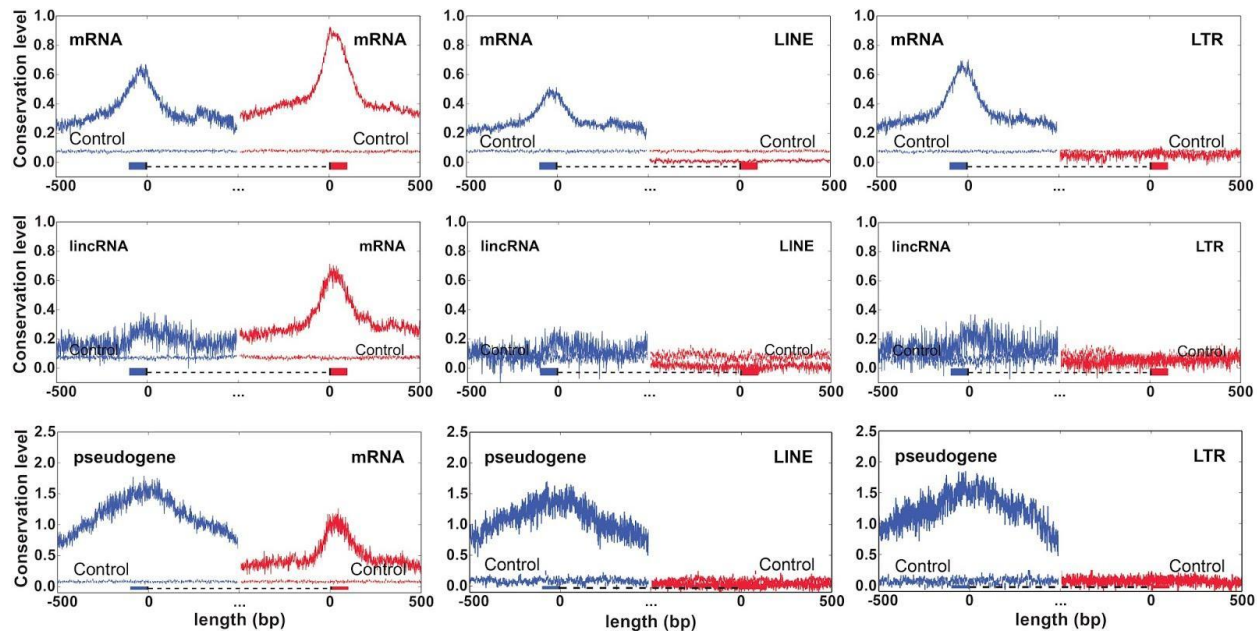 1.0 1.0 1.0
mRNA mRNA mRNA LINE mRNA LTR
0.8 0.8 0.8
0.6 0.6 0.6
0.4 0.4 0.4
0.2 0.2 0.2
Control Control Control Control Control Control
0.0 0.0 0.0
Conservation level
-500 0 ... 0 500 -500 0 ... 0 500 -500 0 ... 0 500
1.0 1.0 1.0
lincRNA mRNA lincRNA LINE lincRNA LTR
0.8 0.8 0.8
0.6 0.6 0.6
0.4 0.4 0.4
0.2 0.2 0.2
Control Control Control Control Control Control
0.0 0.0 0.0
Conservation level
-500 0 ... 0 500 -500 0 ... 0 500 -500 0 ... 0 500
2.5 2.5 2.5
pseudogene mRNA pseudogene LINE pseudogene LTR
2.0 2.0 2.0
1.5 1.5 1.5
1.0 1.0 1.0
0.5 0.5 0.5
Control Control Control Control Control Control
0.0 0.0 0.0
Conservation level
-500 0 ... 0 500 -500 0 ... 0 500 -500 0 ... 0 500
length (bp) length (bp) length (bp)